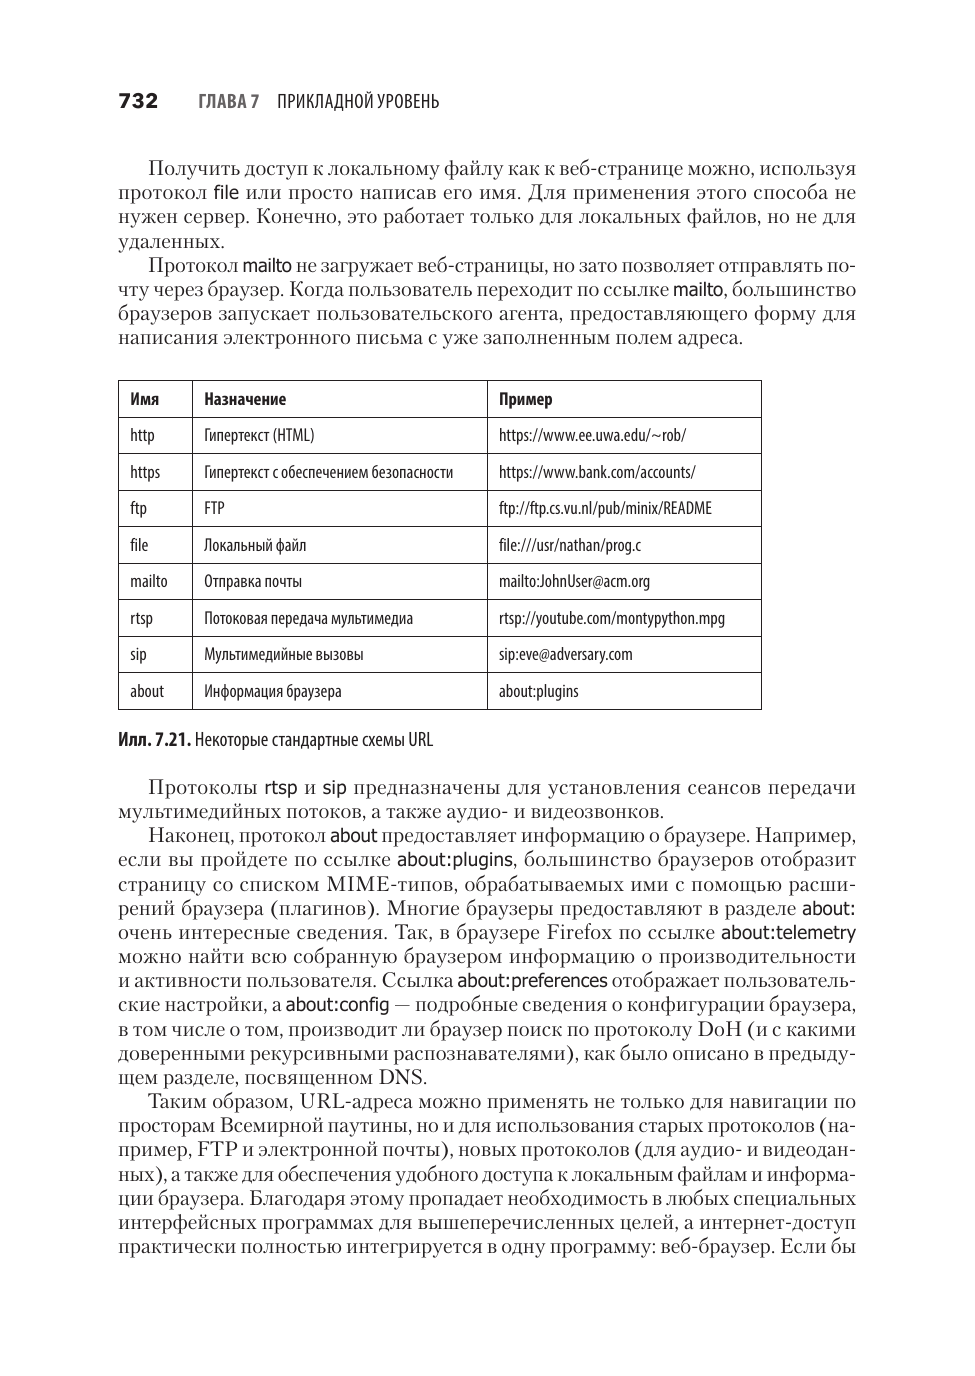 732 ГЛАВА 7 ПРИКЛАДНОЙ УРОВЕНЬ
Получить доступ к локальному файлу как к веб-странице можно, используя
протокол file или просто написав его имя. Для применения этого способа не
нужен сервер. Конечно, это работает только для локальных файлов, но не для
удаленных.
Протокол mailto не загружает веб-страницы, но зато позволяет отправлять по-
чту через браузер. Когда пользователь переходит по ссылке mailto, большинство
браузеров запускает пользовательского агента, предоставляющего форму для
написания электронного письма с уже заполненным полем адреса.
Имя Назначение Пример
http Гипертекст (HTML) https://www.ee.uwa.edu/~rob/
https Гипертекст с обеспечением безопасности https://www.bank.com/accounts/
ftp FTP ftp://ftp.cs.vu.nl/pub/minix/README
file Локальный файл file:///usr/nathan/prog.c
mailto Отправка почты mailto:JohnUser@acm.org
rtsp Потоковая передача мультимедиа rtsp://youtube.com/montypython.mpg
sip Мультимедийные вызовы sip:eve@adversary.com
about Информация браузера about:plugins
Илл. 7.21. Некоторые стандартные схемы URL
Протоколы rtsp и sip предназначены для установления сеансов передачи
мультимедийных потоков, а также аудио- и видеозвонков.
Наконец, протокол about предоставляет информацию о браузере. Например,
если вы пройдете по ссылке about:plugins, большинство браузеров отобразит
страницу со списком MIME-типов, обрабатываемых ими с помощью расши-
рений браузера (плагинов). Многие браузеры предоставляют в разделе about:
очень интересные сведения. Так, в браузере Firefox по ссылке about:telemetry
можно найти всю собранную браузером информацию о производительности
и активности пользователя. Ссылка about:preferences отображает пользователь-
ские настройки, а about:config — подробные сведения о конфигурации браузера,
в том числе о том, производит ли браузер поиск по протоколу DoH (и с какими
доверенными рекурсивными распознавателями), как было описано в предыду-
щем разделе, посвященном DNS.
Таким образом, URL-адреса можно применять не только для навигации по
просторам Всемирной паутины, но и для использования старых протоколов (на-
пример, FTP и электронной почты), новых протоколов (для аудио- и видеодан-
ных), а также для обеспечения удобного доступа к локальным файлам и информа-
ции браузера. Благодаря этому пропадает необходимость в любых специальных
интерфейсных программах для вышеперечисленных целей, а интернет-доступ
практически полностью интегрируется в одну программу: веб-браузер. Если бы